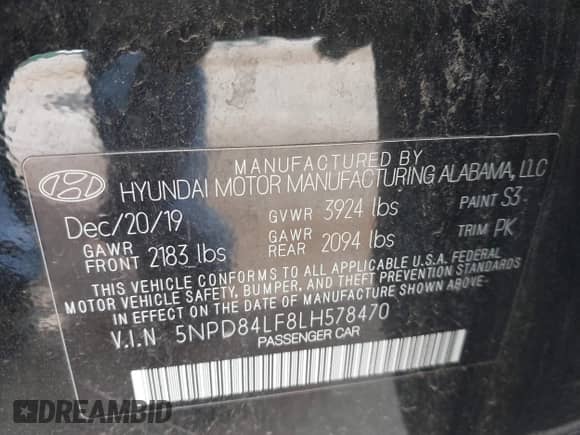 MANUFACTURED BY
HYUNDAI MOTOR MANUFACTURING ALABAMA, LLC
Dec/20/19 GVWR 3924 lbs PAINT S3
GAWR FRONT 2183 lbs GAWR REAR 2094 lbs TRIM PK
THIS VEHICLE CONFORMS TO ALL APPLICABLE U.S.A. FEDERAL
MOTOR VEHICLE SAFETY, BUMPER, AND THEFT PREVENTION STANDARDS
IN EFFECT ON THE DATE OF MANUFACTURE SHOWN ABOVE.
V.I.N 5NPD84LF8LH578470
PASSENGER CAR
DREAMBID